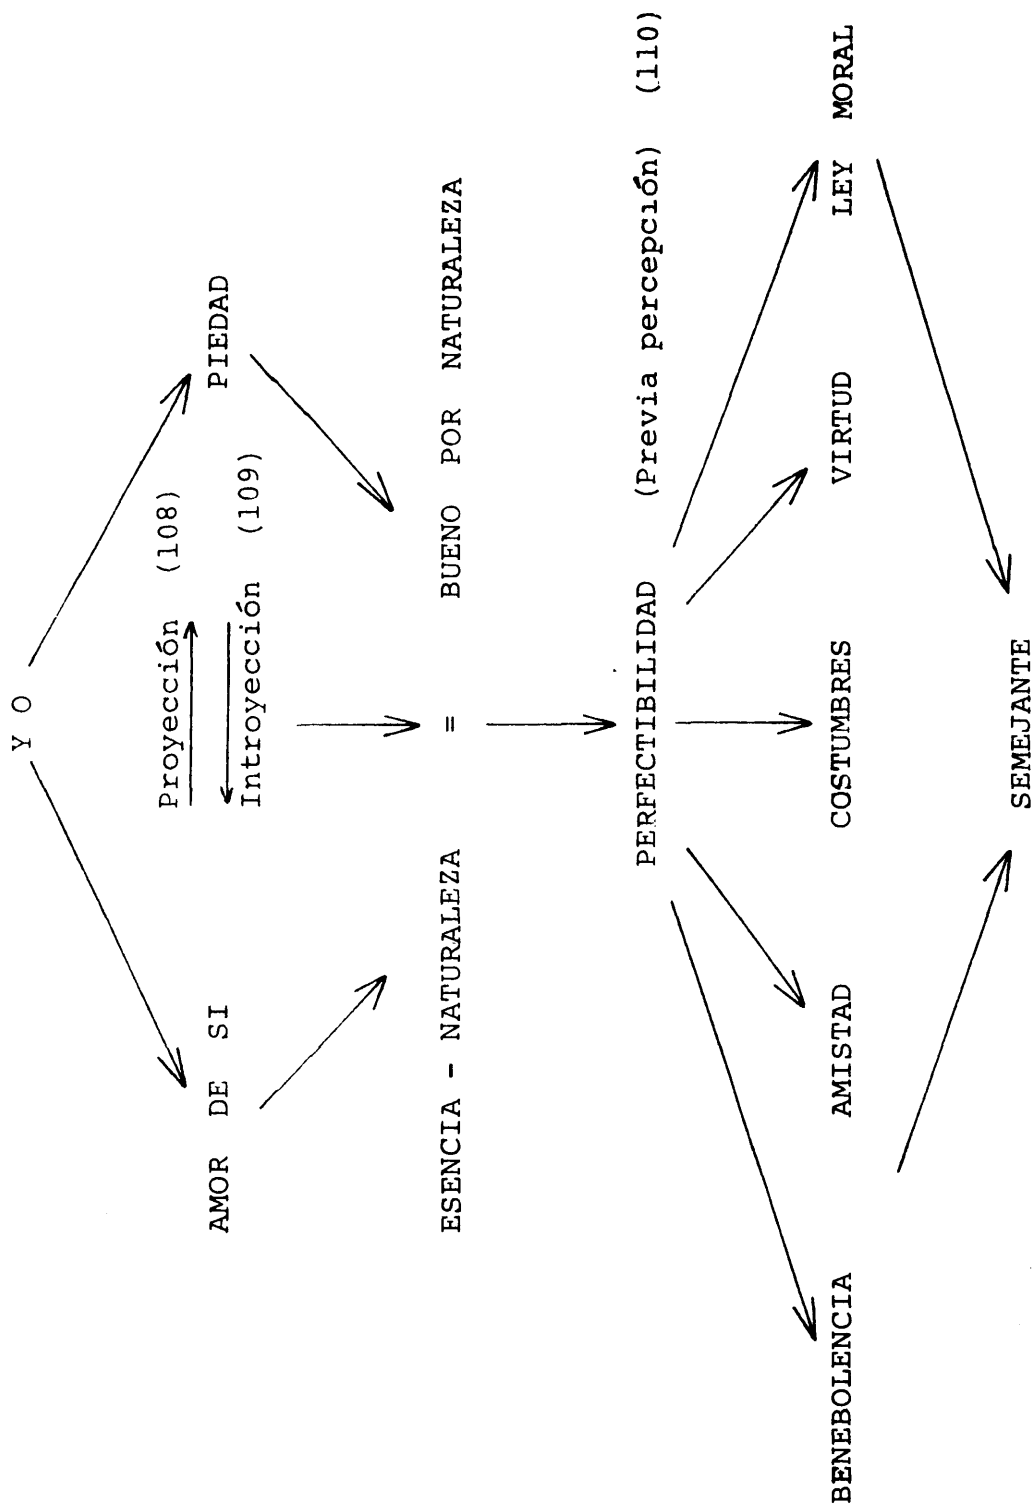 Y O
Proyección (108)
AMOR DE SI PIEDAD
Introyección (109)
ESENCIA - NATURALEZA = BUENO POR NATURALEZA
PERFECTIBILIDAD (Previa percepción) (110)
BENEBOLENCIA AMISTAD COSTUMBRES VIRTUD LEY MORAL
SEMEJANTE